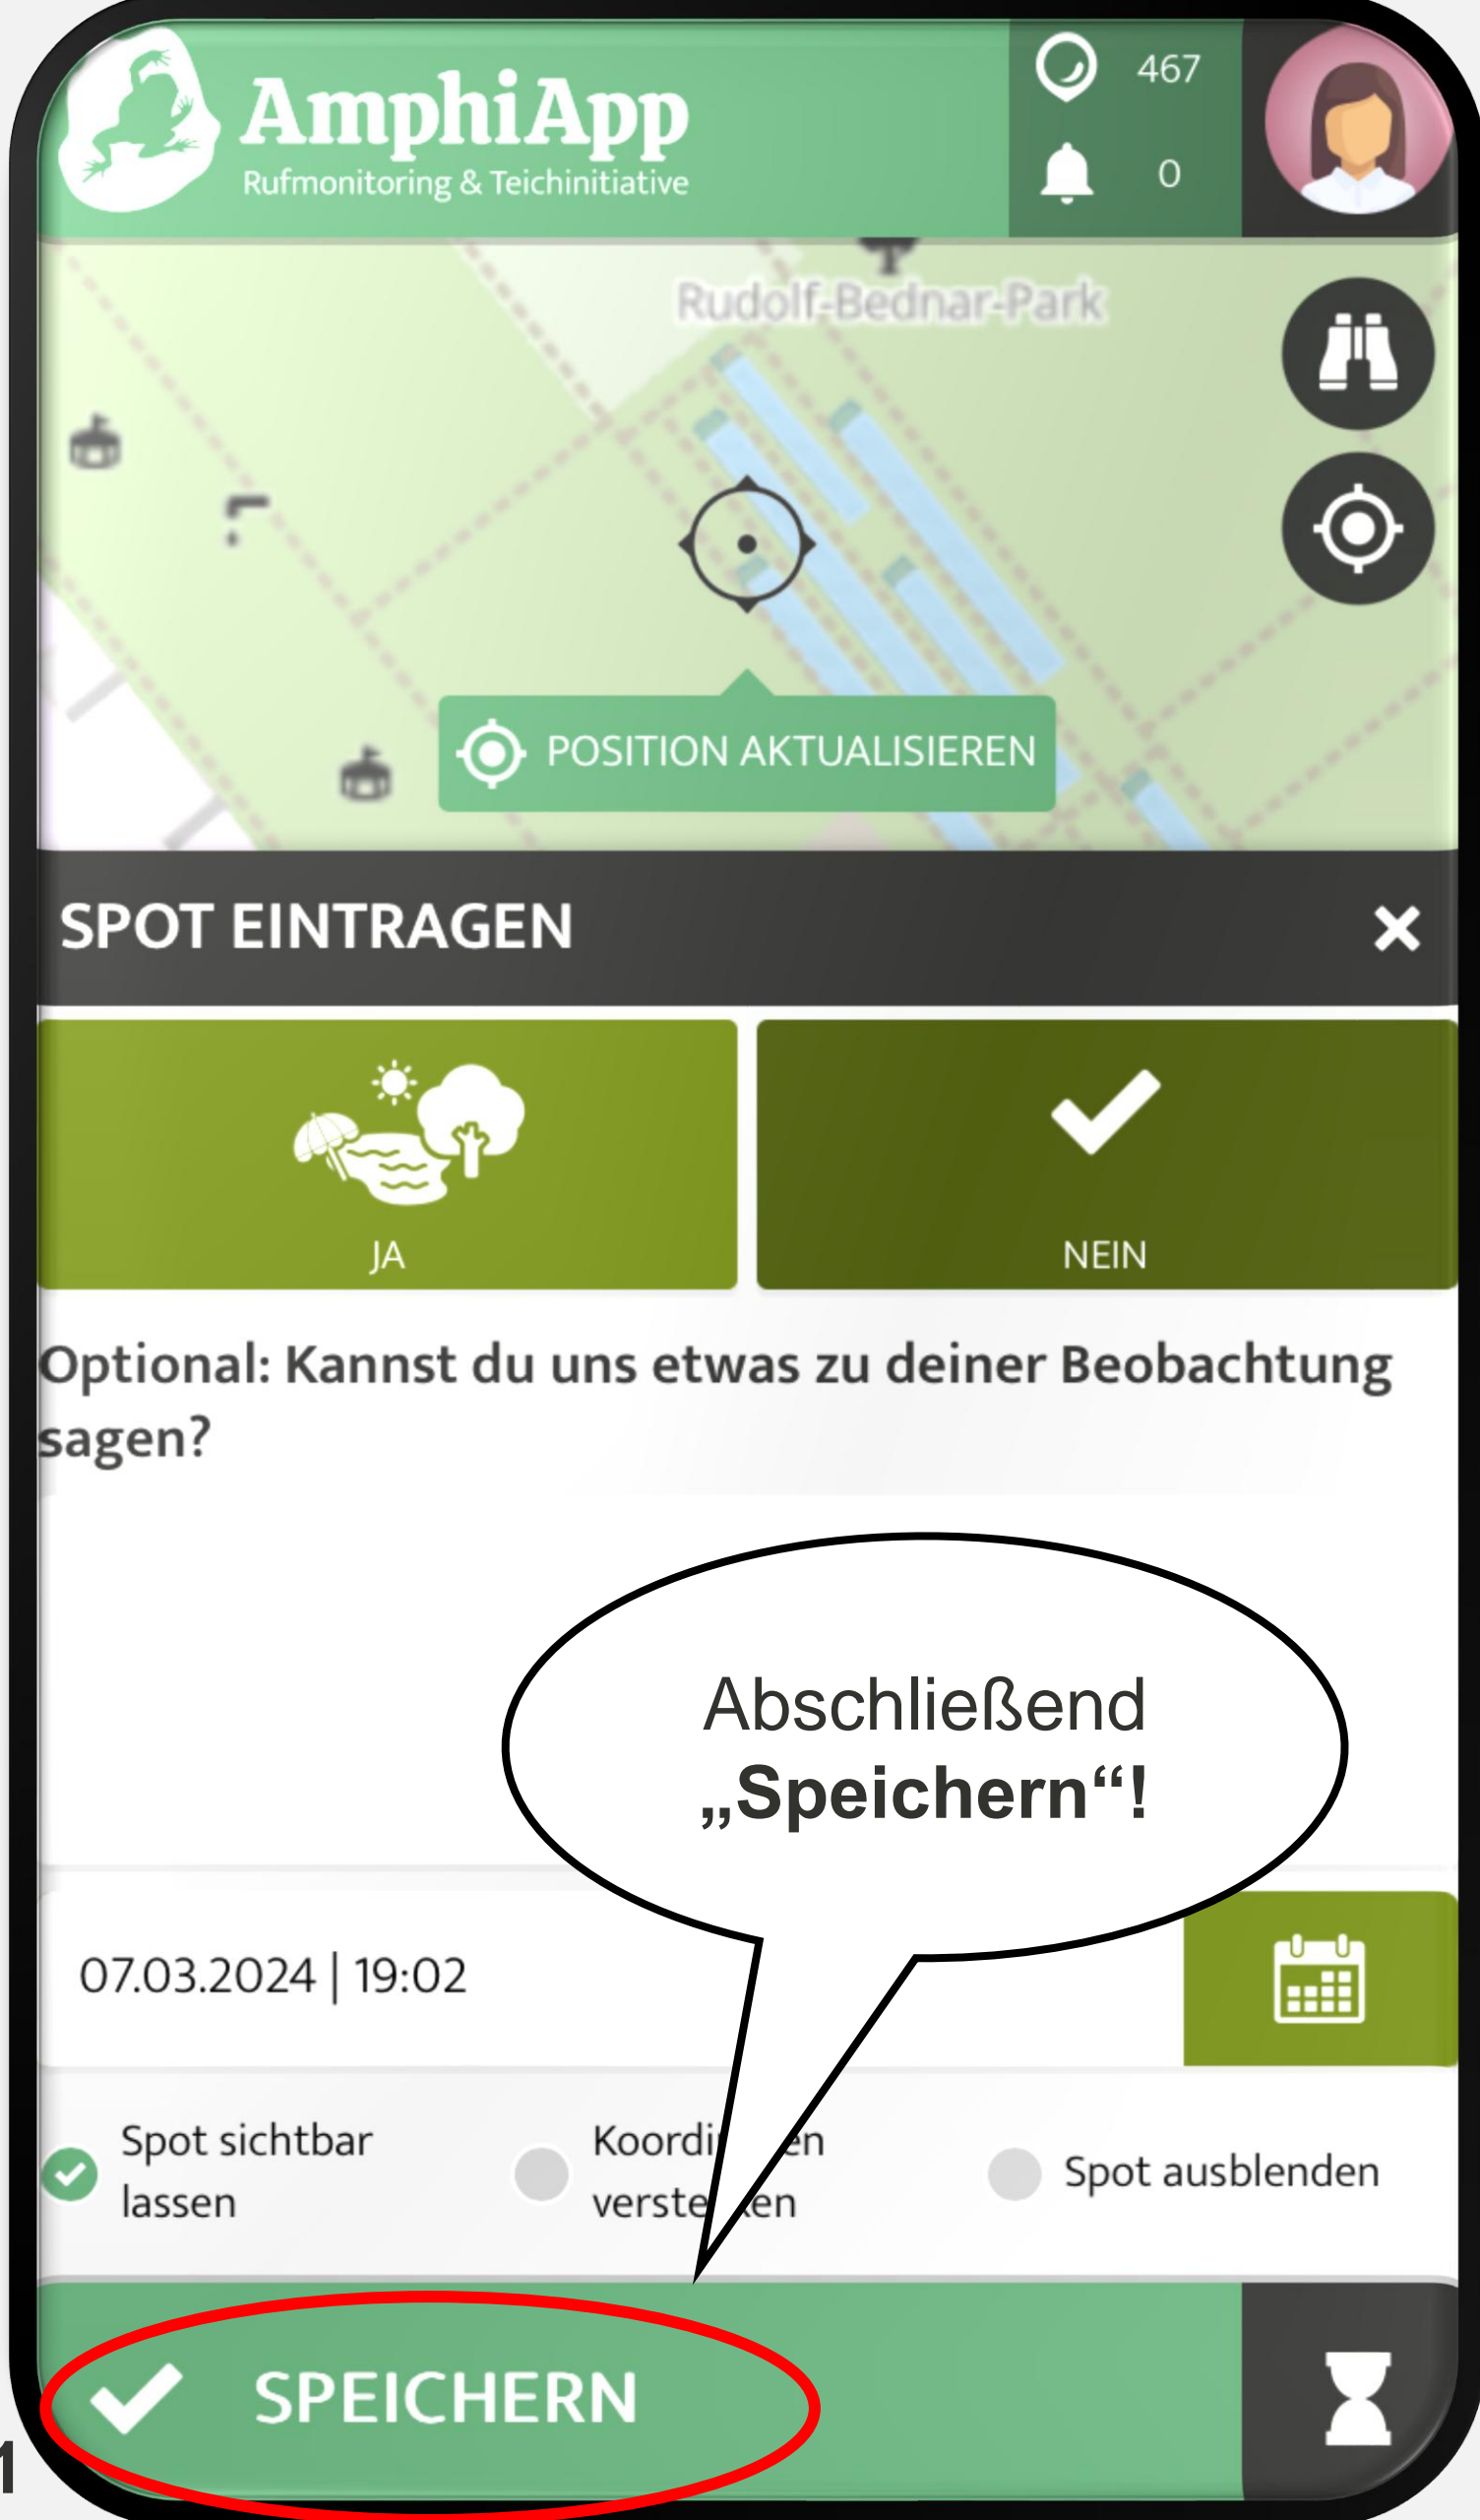 AmphiApp
Rufmonitoring & Teichinitiative
467
0
Rudolf-Bednar-Park
POSITION AKTUALISIEREN
SPOT EINTRAGEN
JA
NEIN
Optional: Kannst du uns etwas zu deiner Beobachtung
sagen?
Abschließend
„Speichern“!
07.03.2024 | 19:02
Spot sichtbar
lassen
Spot ausblenden
SPEICHERN
1